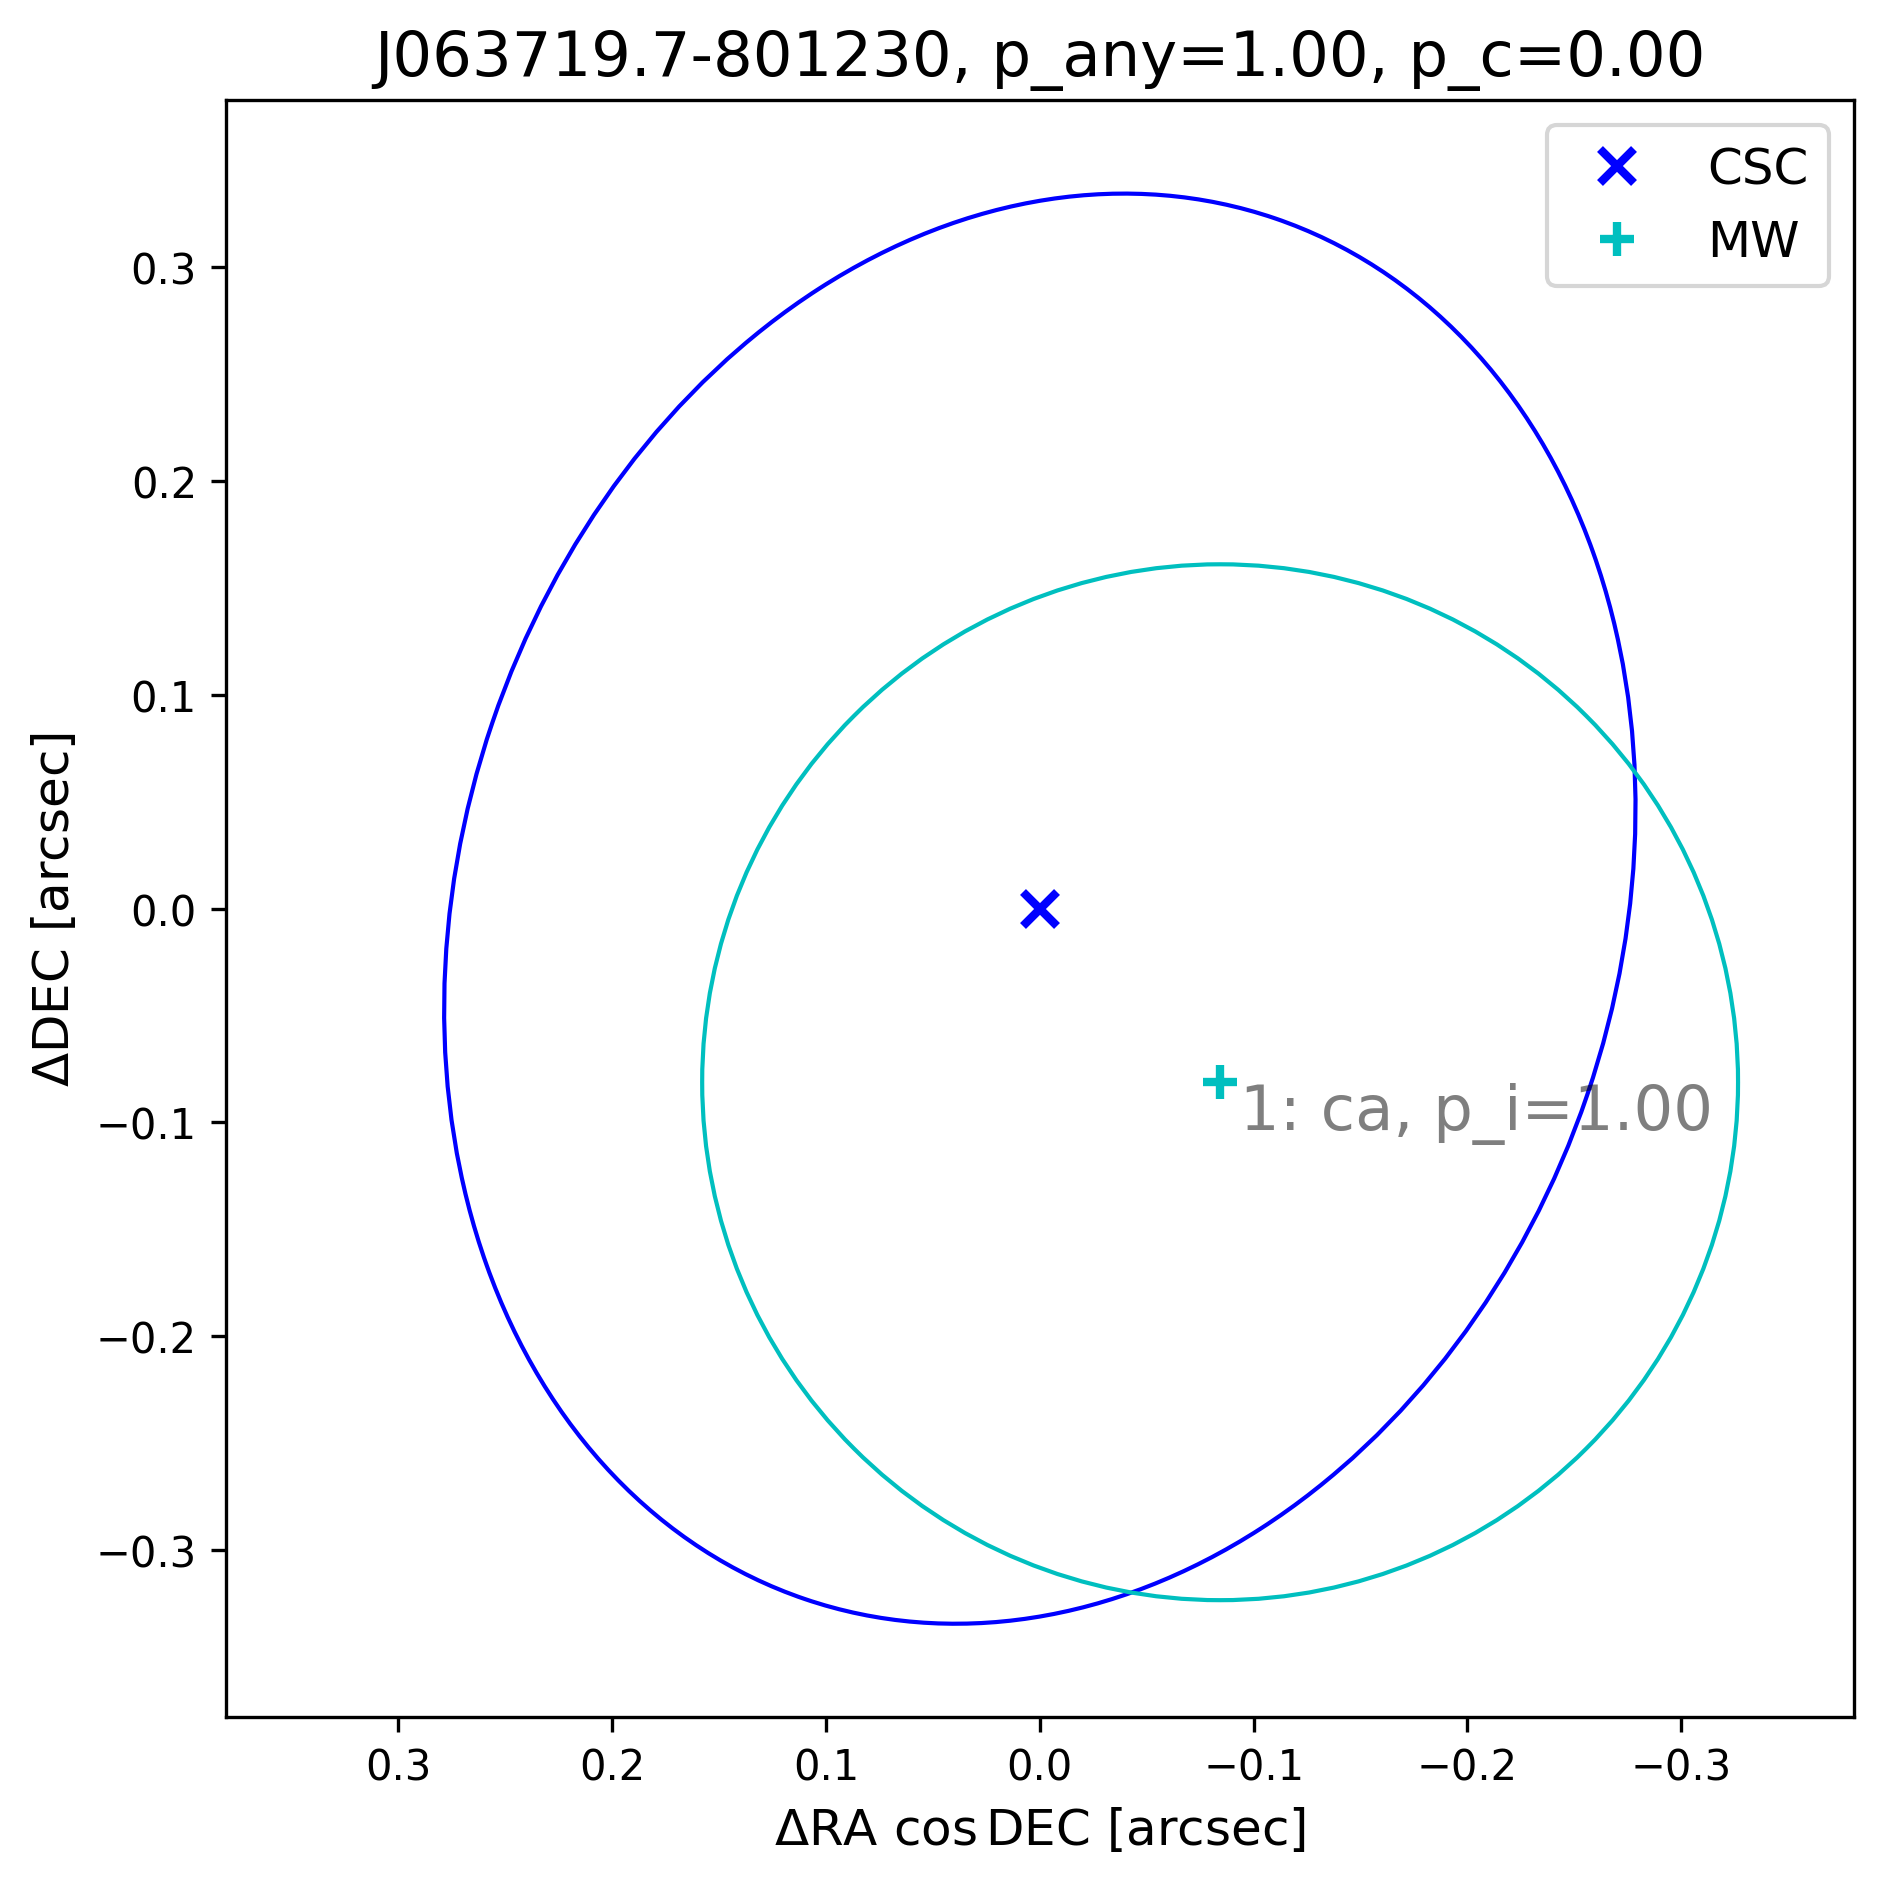 J063719.7-801230, p_any=1.00, p_c=0.00
CSC
MW
0.3
0.2
0.1
0.0
−0.1
−0.2
−0.3
ΔDEC [arcsec]
1: ca, p_i=1.00
0.3
0.2
0.1
0.0
−0.1
−0.2
−0.3
ΔRA cos DEC [arcsec]